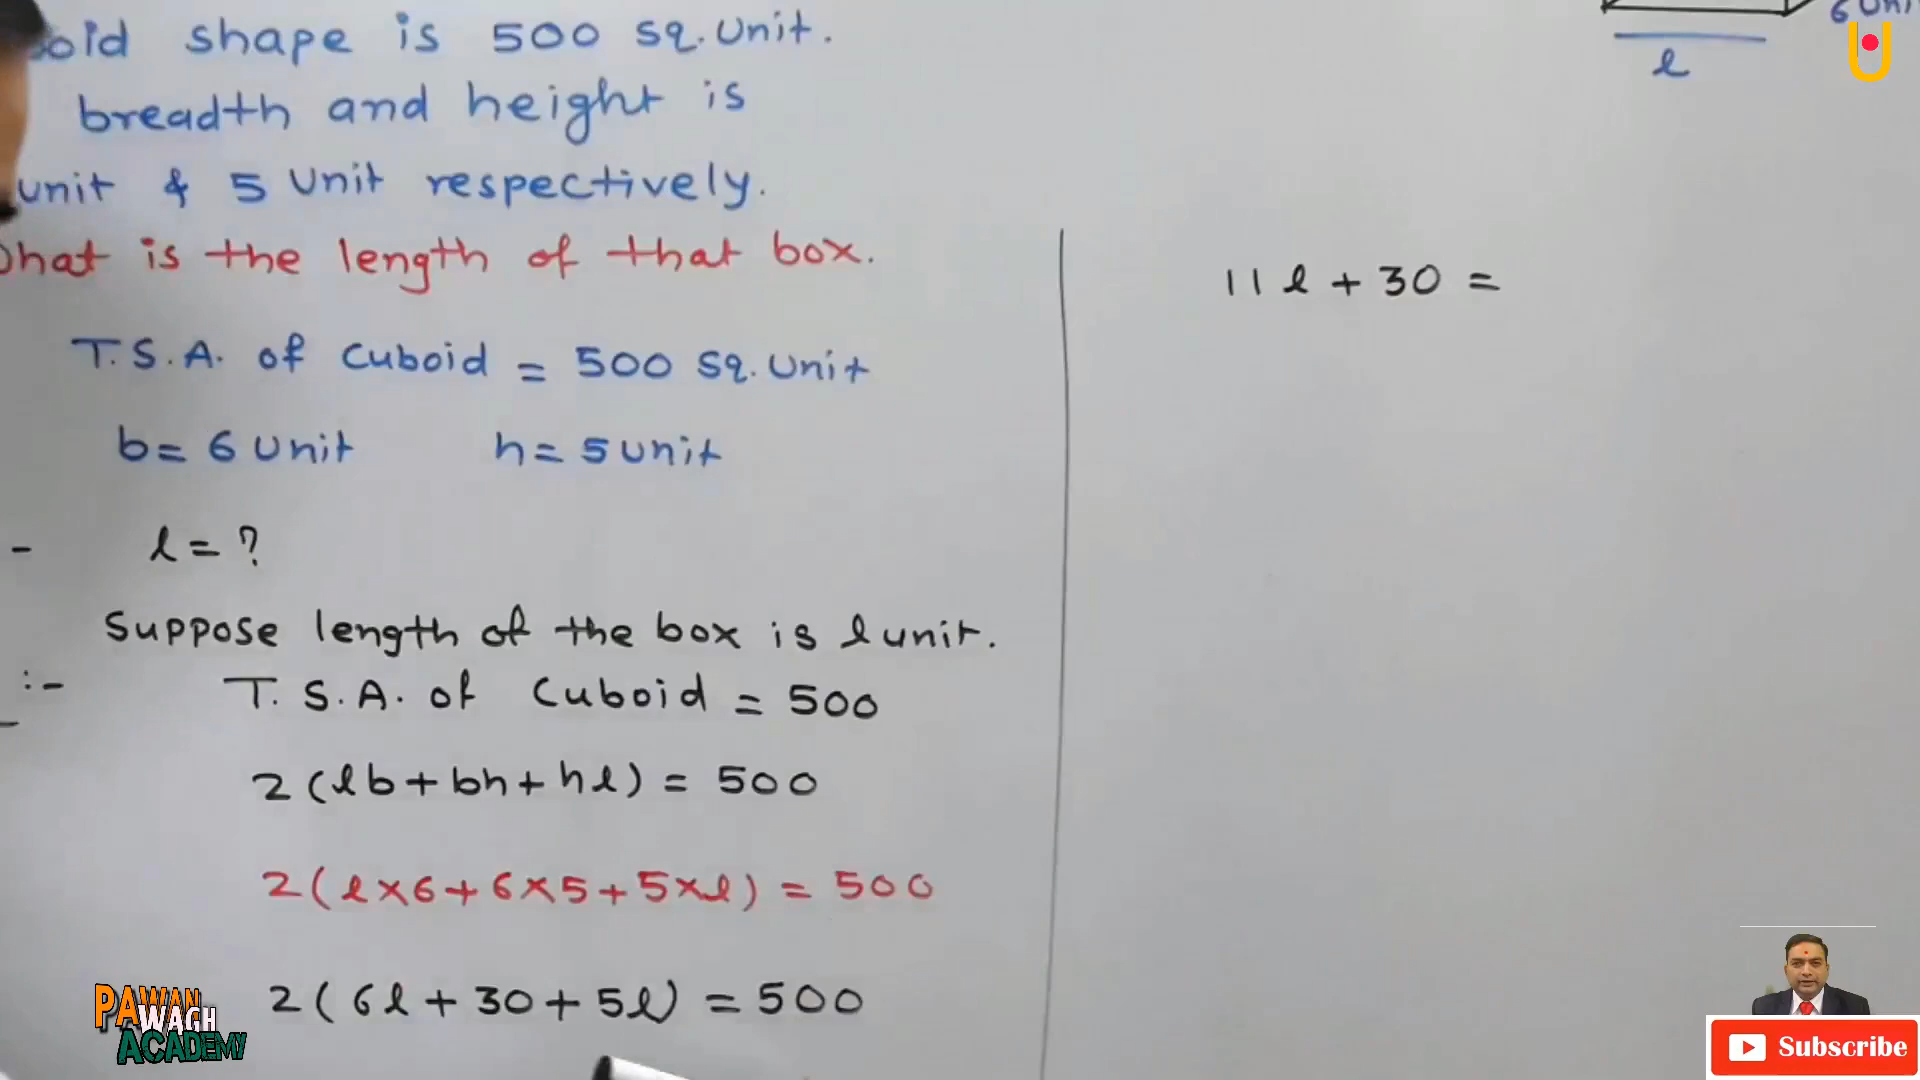 shape is 500 sq. unit.
breadth and height is
unit & 5 unit respectively.
is the length of that box.
T.S.A. of Cuboid = 500 Sq. Unit
b = 6 Unit h = 5 unit
- l = ?
Suppose length of the box is l unit.
:- T.S.A. of Cuboid = 500
2(lb + bh + hl) = 500
2(l×6 + 6×5 + 5×l) = 500
2(6l + 30 + 5l) = 500
6
l
11l + 30 =
PAWAN
WAGH
ACADEMY
Subscribe